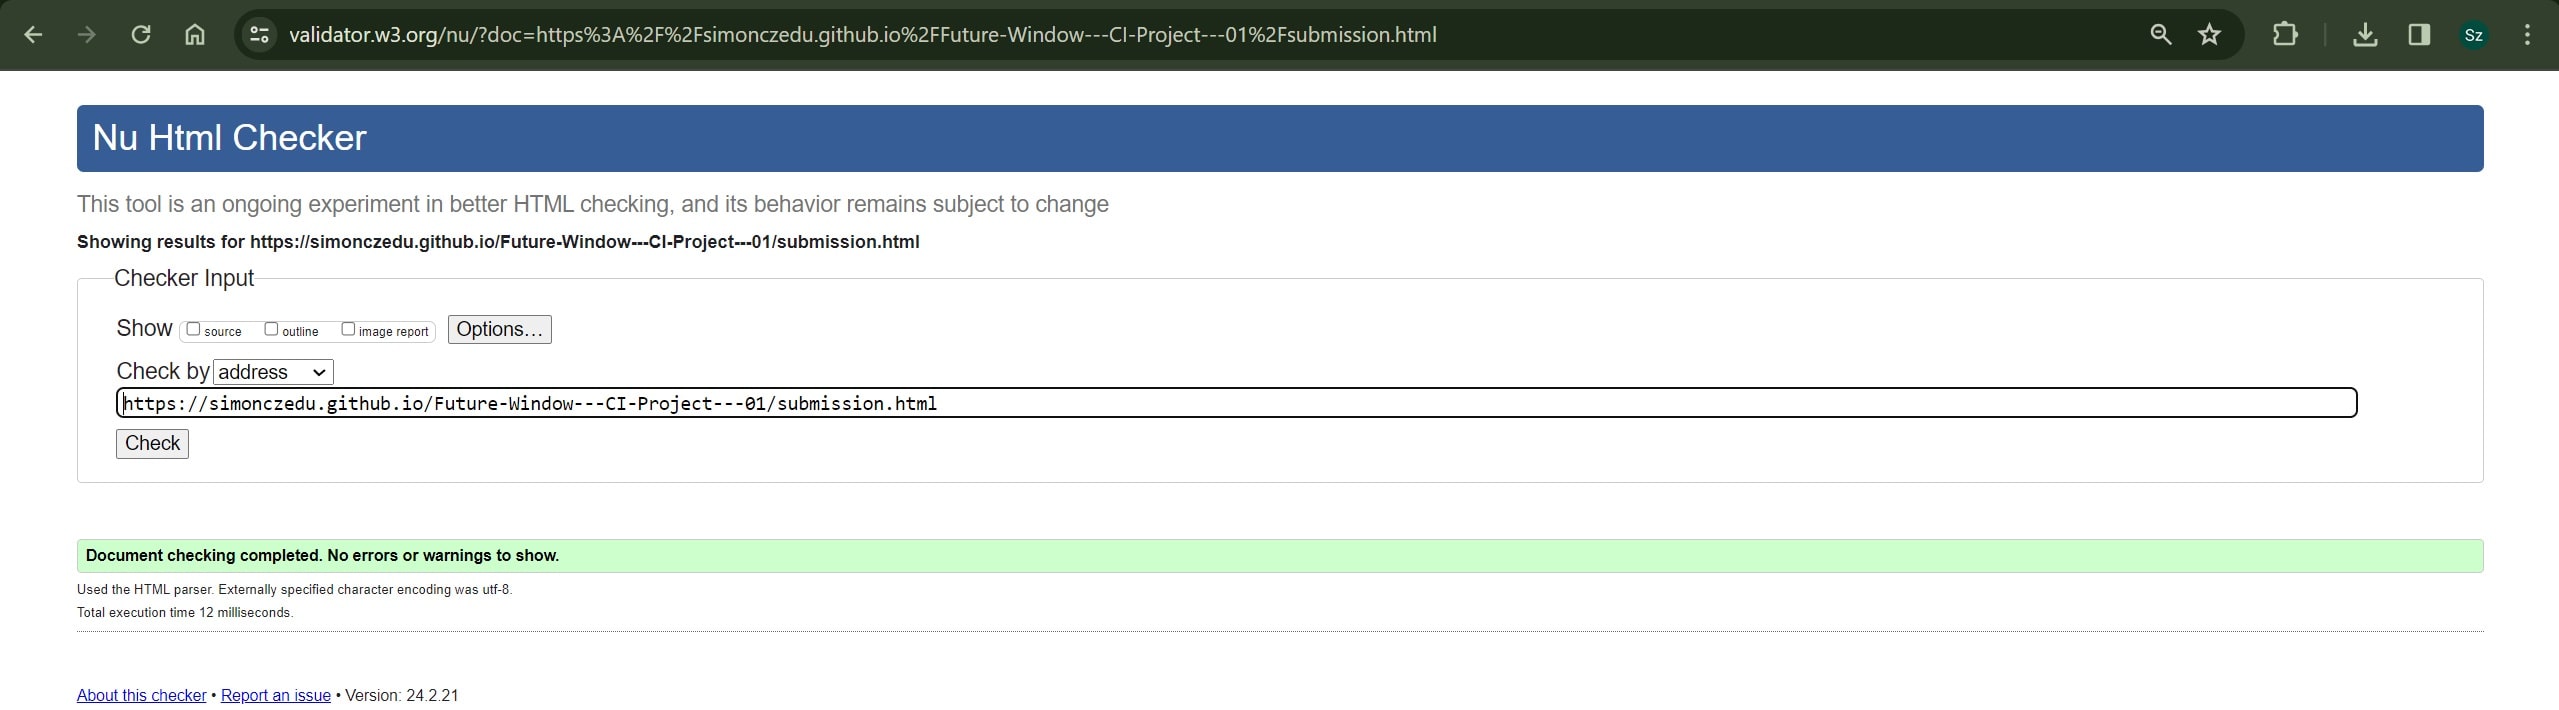 validator.w3.org/nu/?doc=https%3A%2F%2Fsimonczedu.github.io%2FFuture-Window---CI-Project---01%2Fsubmission.html
Sz
Nu Html Checker
This tool is an ongoing experiment in better HTML checking, and its behavior remains subject to change
Showing results for https://simonczedu.github.io/Future-Window---CI-Project---01/submission.html
Checker Input
Show source outline image report Options…
Check by address
https://simonczedu.github.io/Future-Window---CI-Project---01/submission.html
Check
Document checking completed. No errors or warnings to show.
Used the HTML parser. Externally specified character encoding was utf-8.
Total execution time 12 milliseconds.
About this checker • Report an issue • Version: 24.2.21